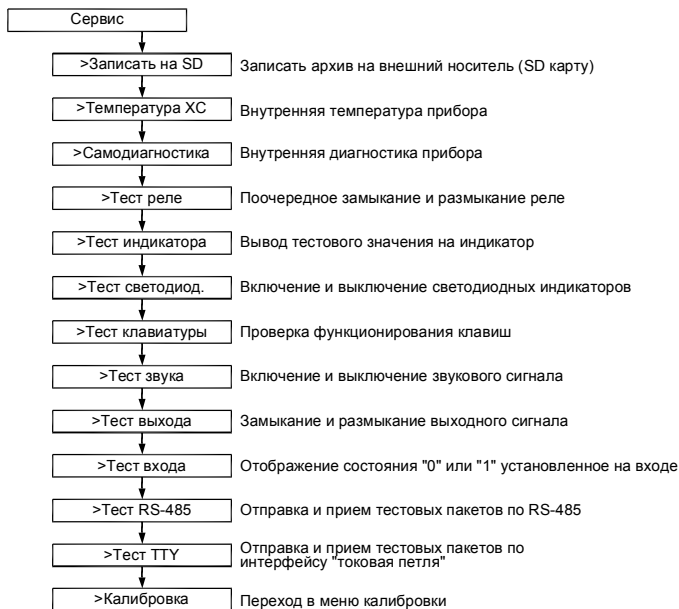 Сервис
>Записать на SD
Записать архив на внешний носитель (SD карту)
>Температура ХС
Внутренняя температура прибора
>Самодиагностика
Внутренняя диагностика прибора
>Тест реле
Поочередное замыкание и размыкание реле
>Тест индикатора
Вывод тестового значения на индикатор
>Тест светодиод.
Включение и выключение светодиодных индикаторов
>Тест клавиатуры
Проверка функционирования клавиш
>Тест звука
Включение и выключение звукового сигнала
>Тест выхода
Замыкание и размыкание выходного сигнала
>Тест входа
Отображение состояния "0" или "1" установленное на входе
>Тест RS-485
Отправка и прием тестовых пакетов по RS-485
>Тест TTY
Отправка и прием тестовых пакетов по
интерфейсу "токовая петля"
>Калибровка
Переход в меню калибровки